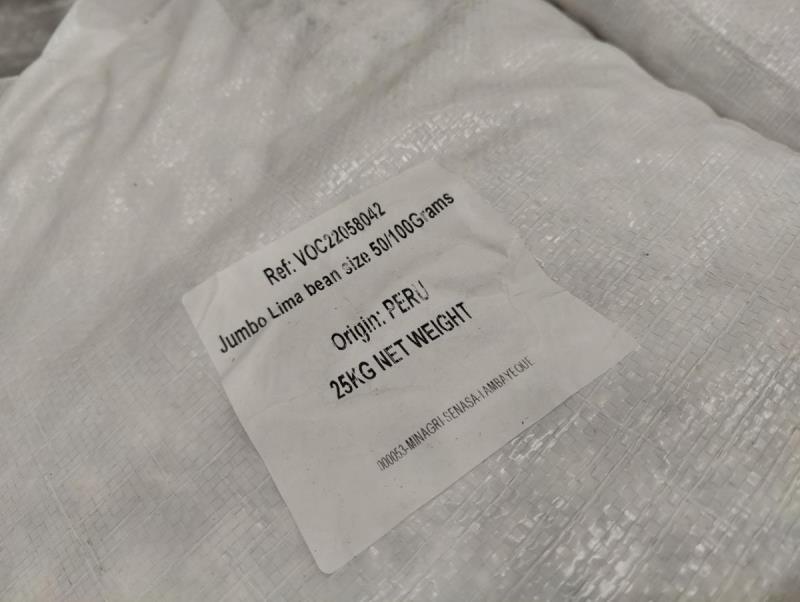 Ref: VOC22058042
Jumbo Lima bean size 50/100Grams
Origin: PERU
25KG NET WEIGHT
000053-MINAGRI-SENASA-LAMBAYEQUE